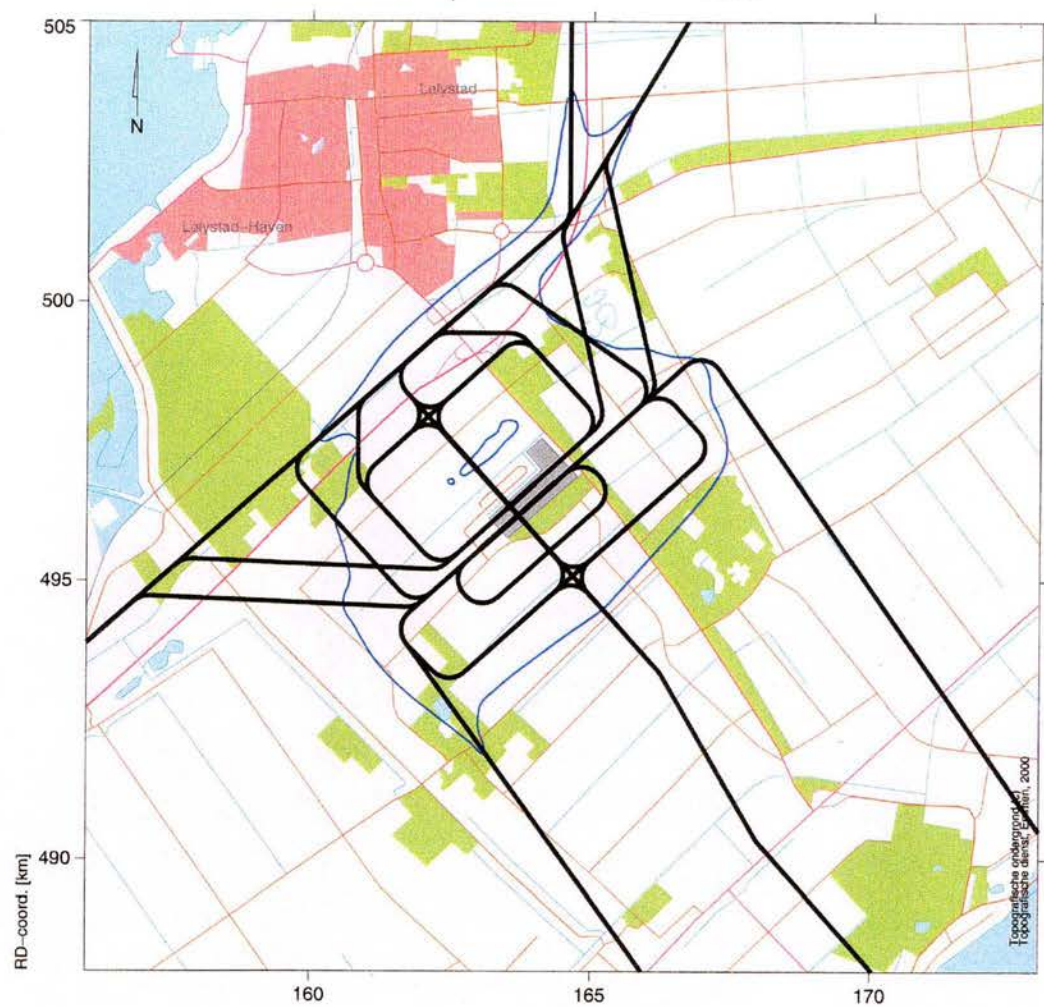 505
Lelystad
N
Lelystad-Haven
500
495
490
RD-coord. [km]
160
165
170
Topografische ondergrond (c)
Topografische dienst, Emmen, 2000